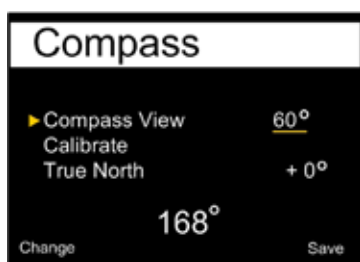 Compass
Compass View 60°
Calibrate
True North + 0°
168°
Change Save